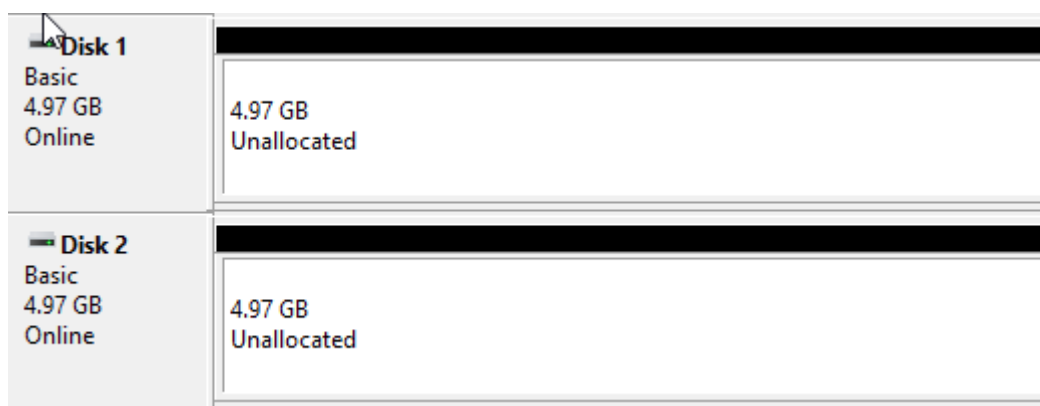 Disk 1
Basic
4.97 GB
Online
4.97 GB
Unallocated
Disk 2
Basic
4.97 GB
Online
4.97 GB
Unallocated